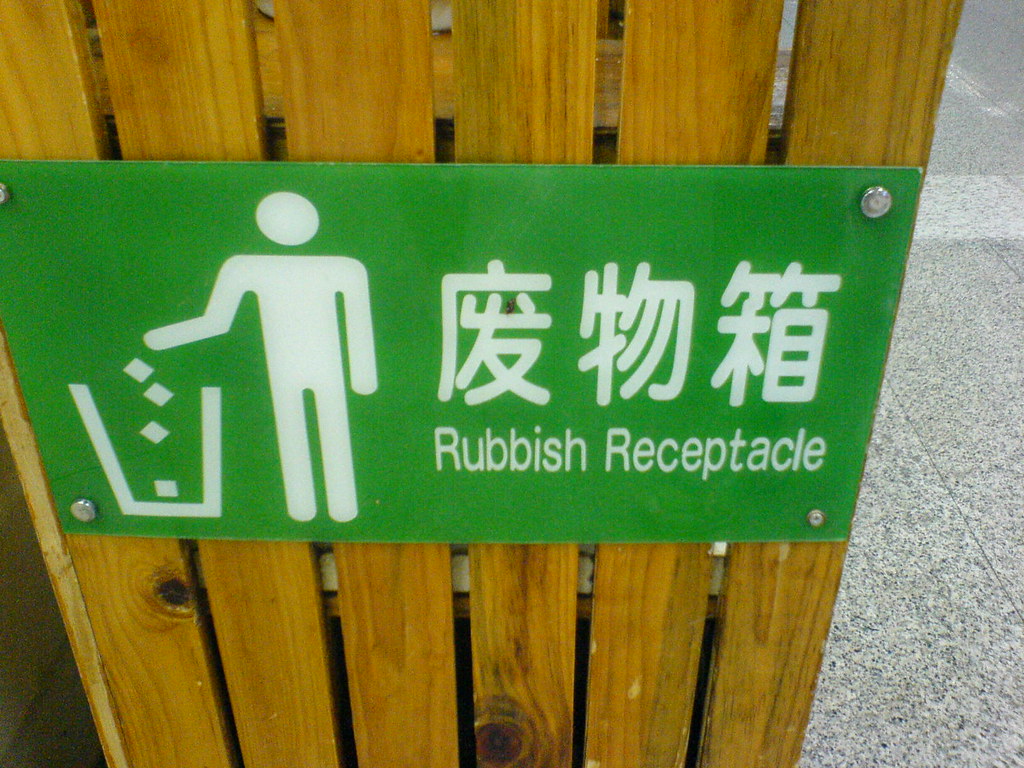 废物箱
Rubbish Receptacle